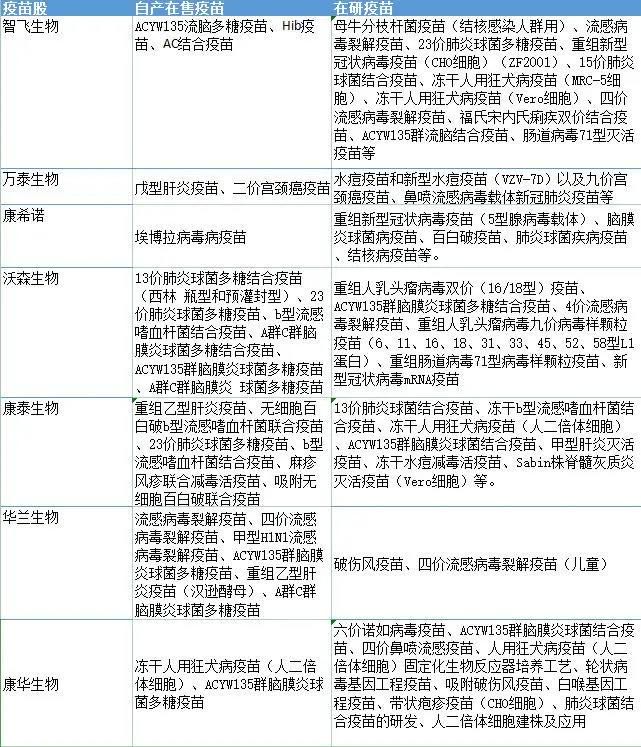 疫苗股 自产在售疫苗 在研疫苗
智飞生物
ACYW135流脑多糖疫苗、Hib疫
苗、AC结合疫苗
母牛分枝杆菌疫苗（结核感染人群用）、流感病
毒裂解疫苗、23价肺炎球菌多糖疫苗、重组新型
冠状病毒疫苗（CHO细胞）（ZF2001）、15价肺炎
球菌结合疫苗、冻干人用狂犬病疫苗（MRC-5细
胞）、冻干人用狂犬病疫苗（Vero细胞）、四价
流感病毒裂解疫苗、福氏宋内氏痢疾双价结合疫
苗、ACYW135群流脑结合疫苗、肠道病毒71型灭活
疫苗等
万泰生物
戊型肝炎疫苗、二价宫颈癌疫苗
水痘疫苗和新型水痘疫苗（VZV-7D）以及九价宫
颈癌疫苗、鼻喷流感病毒载体新冠肺炎疫苗等
康希诺
埃博拉病毒病疫苗
重组新型冠状病毒疫苗（5型腺病毒载体）、脑膜
炎球菌病疫苗、百白破疫苗、肺炎球菌疾病疫苗
、结核病疫苗等。
沃森生物
13价肺炎球菌多糖结合疫苗
（西林 瓶型和预灌封型）、23
价肺炎球菌多糖疫苗、b型流感
嗜血杆菌结合疫苗、A群C群脑
膜炎球菌多糖结合疫苗、
ACYW135群脑膜炎球菌多糖疫苗
、A群C群脑膜炎 球菌多糖疫苗
重组人乳头瘤病毒双价（16/18型）疫苗、
ACYW135群脑膜炎球菌多糖结合疫苗、4价流感病
毒裂解疫苗、重组人乳头瘤病毒九价病毒样颗粒
疫苗（6、11、16、18、31、33、45、52、58型L1
蛋白）、重组肠道病毒71型病毒样颗粒疫苗、新
型冠状病毒mRNA疫苗
康泰生物
重组乙型肝炎疫苗、无细胞百
白破b型流感嗜血杆菌联合疫苗
、23价肺炎球菌多糖疫苗、b型
流感嗜血杆菌结合疫苗、麻疹
风疹联合减毒活疫苗、吸附无
细胞百白破联合疫苗
13价肺炎球菌结合疫苗、冻干b型流感嗜血杆菌结
合疫苗、冻干人用狂犬病疫苗（人二倍体细胞）
、ACYW135群脑膜炎球菌结合疫苗、甲型肝炎灭活
疫苗、冻干水痘减毒活疫苗、Sabin株脊髓灰质炎
灭活疫苗（Vero细胞）等。
华兰生物
流感病毒裂解疫苗、四价流感
病毒裂解疫苗、甲型H1N1流感
病毒裂解疫苗、ACYW135群脑膜
炎球菌多糖疫苗、重组乙型肝
炎疫苗（汉逊酵母）、A群C群
脑膜炎球菌多糖疫苗
破伤风疫苗、四价流感病毒裂解疫苗（儿童）
康华生物
冻干人用狂犬病疫苗（人二倍
体细胞）、ACYW135群脑膜炎球
菌多糖疫苗
六价诺如病毒疫苗、ACYW135群脑膜炎球菌结合疫
苗、四价鼻喷流感疫苗、人用狂犬病疫苗（人二
倍体细胞）固定化生物反应器培养工艺、轮状病
毒基因工程疫苗、吸附破伤风疫苗、白喉基因工
程疫苗、带状疱疹疫苗（CHO细胞）、肺炎球菌结
合疫苗的研发、人二倍体细胞建株及应用